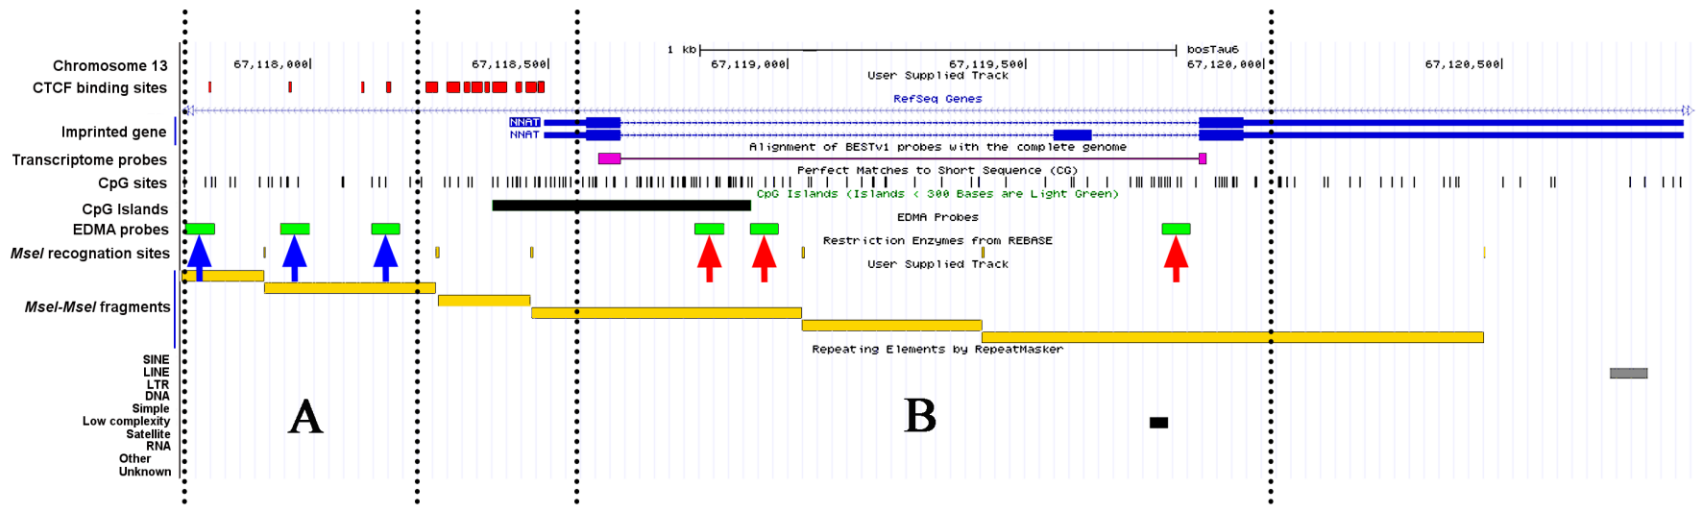 1 kb bosTau6
Chromosome 13 67,118,000 67,118,500 67,119,000 67,119,500 67,120,000 67,120,500
User Supplied Track
CTCF binding sites
RefSeq Genes
NNAT
Imprinted gene
NNAT
Alignment of BESTv1 probes with the complete genome
Transcriptome probes
Perfect Matches to Short Sequence (CG)
CpG sites
CpG Islands (Islands < 300 Bases are Light Green)
CpG Islands
EDMA Probes
EDMA probes
Restriction Enzymes from REBASE
MseI recognation sites
User Supplied Track
MseI-MseI fragments
Repeating Elements by RepeatMasker
SINE
LINE
LTR
DNA
Simple
Low complexity
Satellite
RNA
Other
Unknown
A B